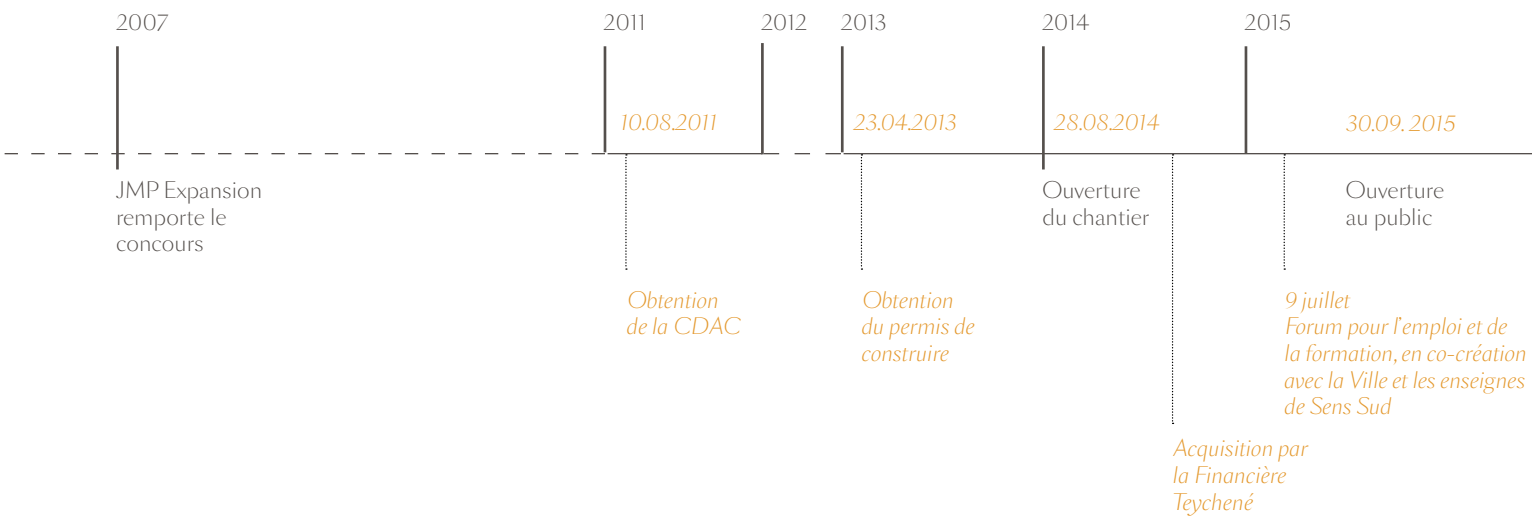 2007
2011
2012
2013
2014
2015
10.08.2011
23.04.2013
28.08.2014
30.09. 2015
JMP Expansion
remporte le
concours
Ouverture
du chantier
Ouverture
au public
Obtention
de la CDAC
Obtention
du permis de
construire
9 juillet
Forum pour l'emploi et de
la formation, en co-création
avec la Ville et les enseignes
de Sens Sud
Acquisition par
la Financière
Teychené